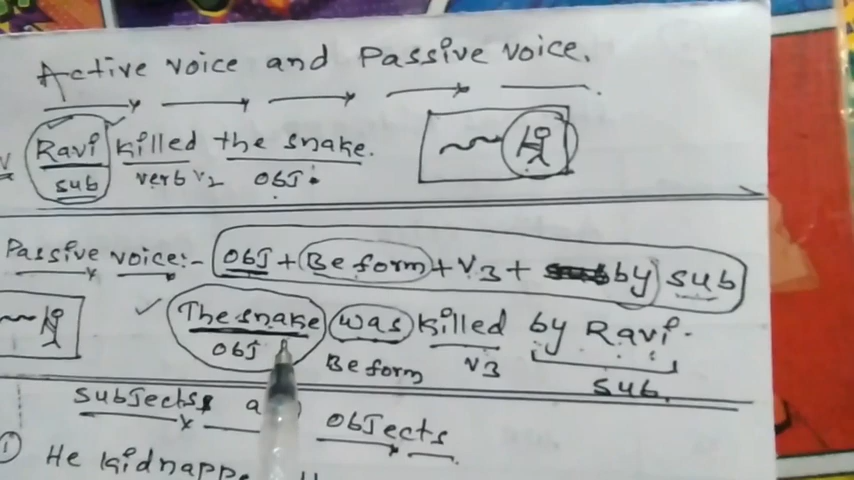 Active voice and Passive voice.
Ravi killed the snake.
sub verb v2 OBJ.
Passive voice:- OBJ + Be form + V3 + by sub
The snake was killed by Ravi.
OBJ Be form V3 sub.
subjects objects
① He kidnappe